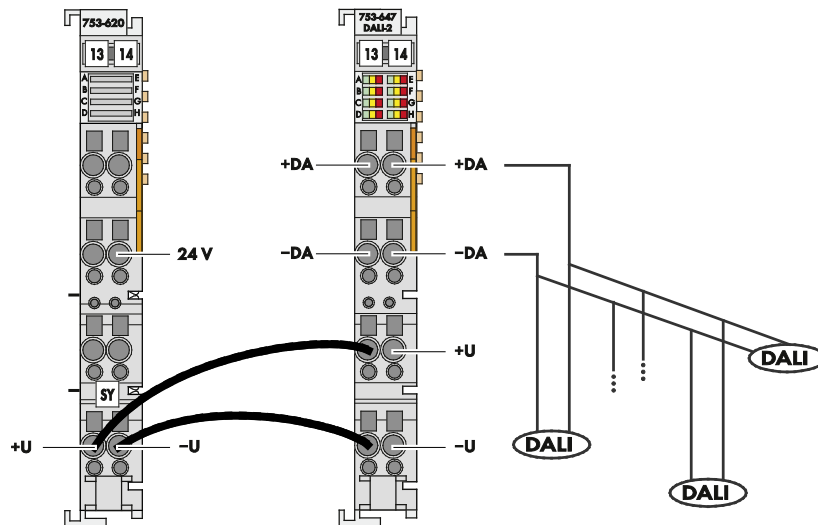 753-620
13 14
A E
B F
C G
D H
24 V
SY
+U
−U
753-647
DALI-2
13 14
A E
B F
C G
D H
+DA
+DA
−DA
−DA
+U
−U
DALI
DALI
DALI